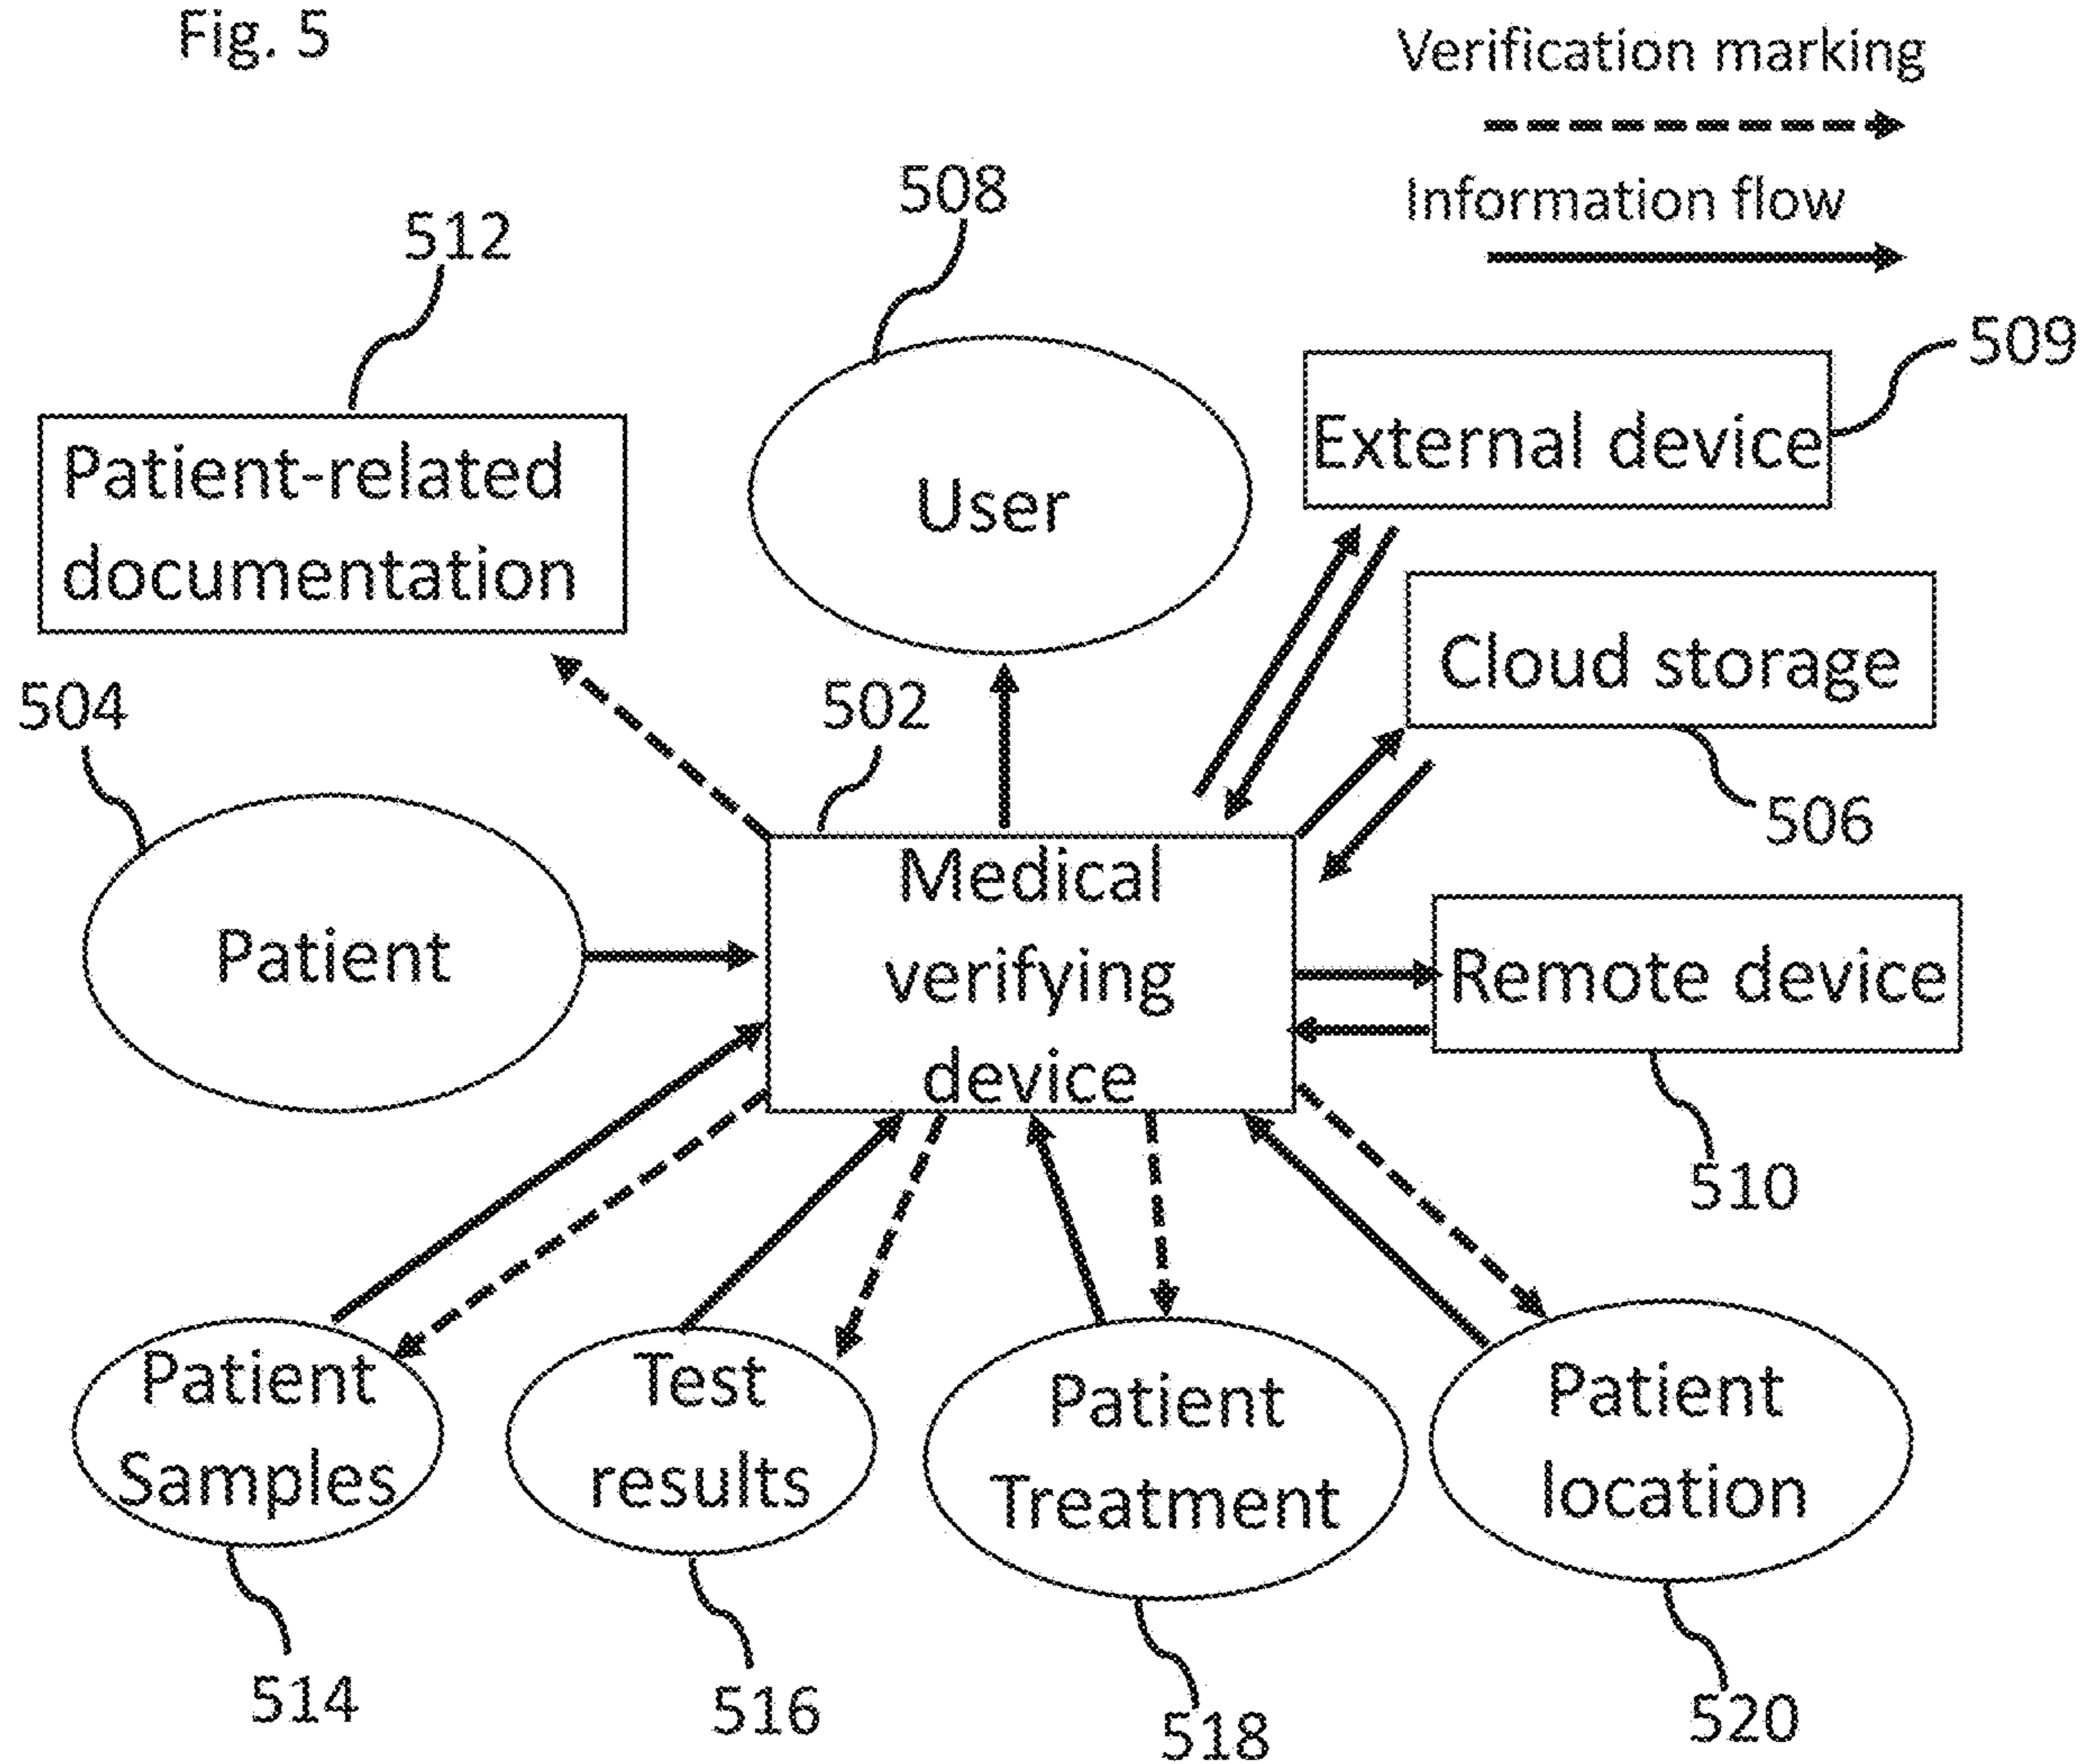 Fig. 5
Verification marking
Information flow
508
512
509
External device
Patient-related
documentation
User
Cloud storage
504
502
506
Patient
Medical
verifying
device
Remote device
510
Patient
Samples
Test
results
Patient
Treatment
Patient
location
514
516
518
520